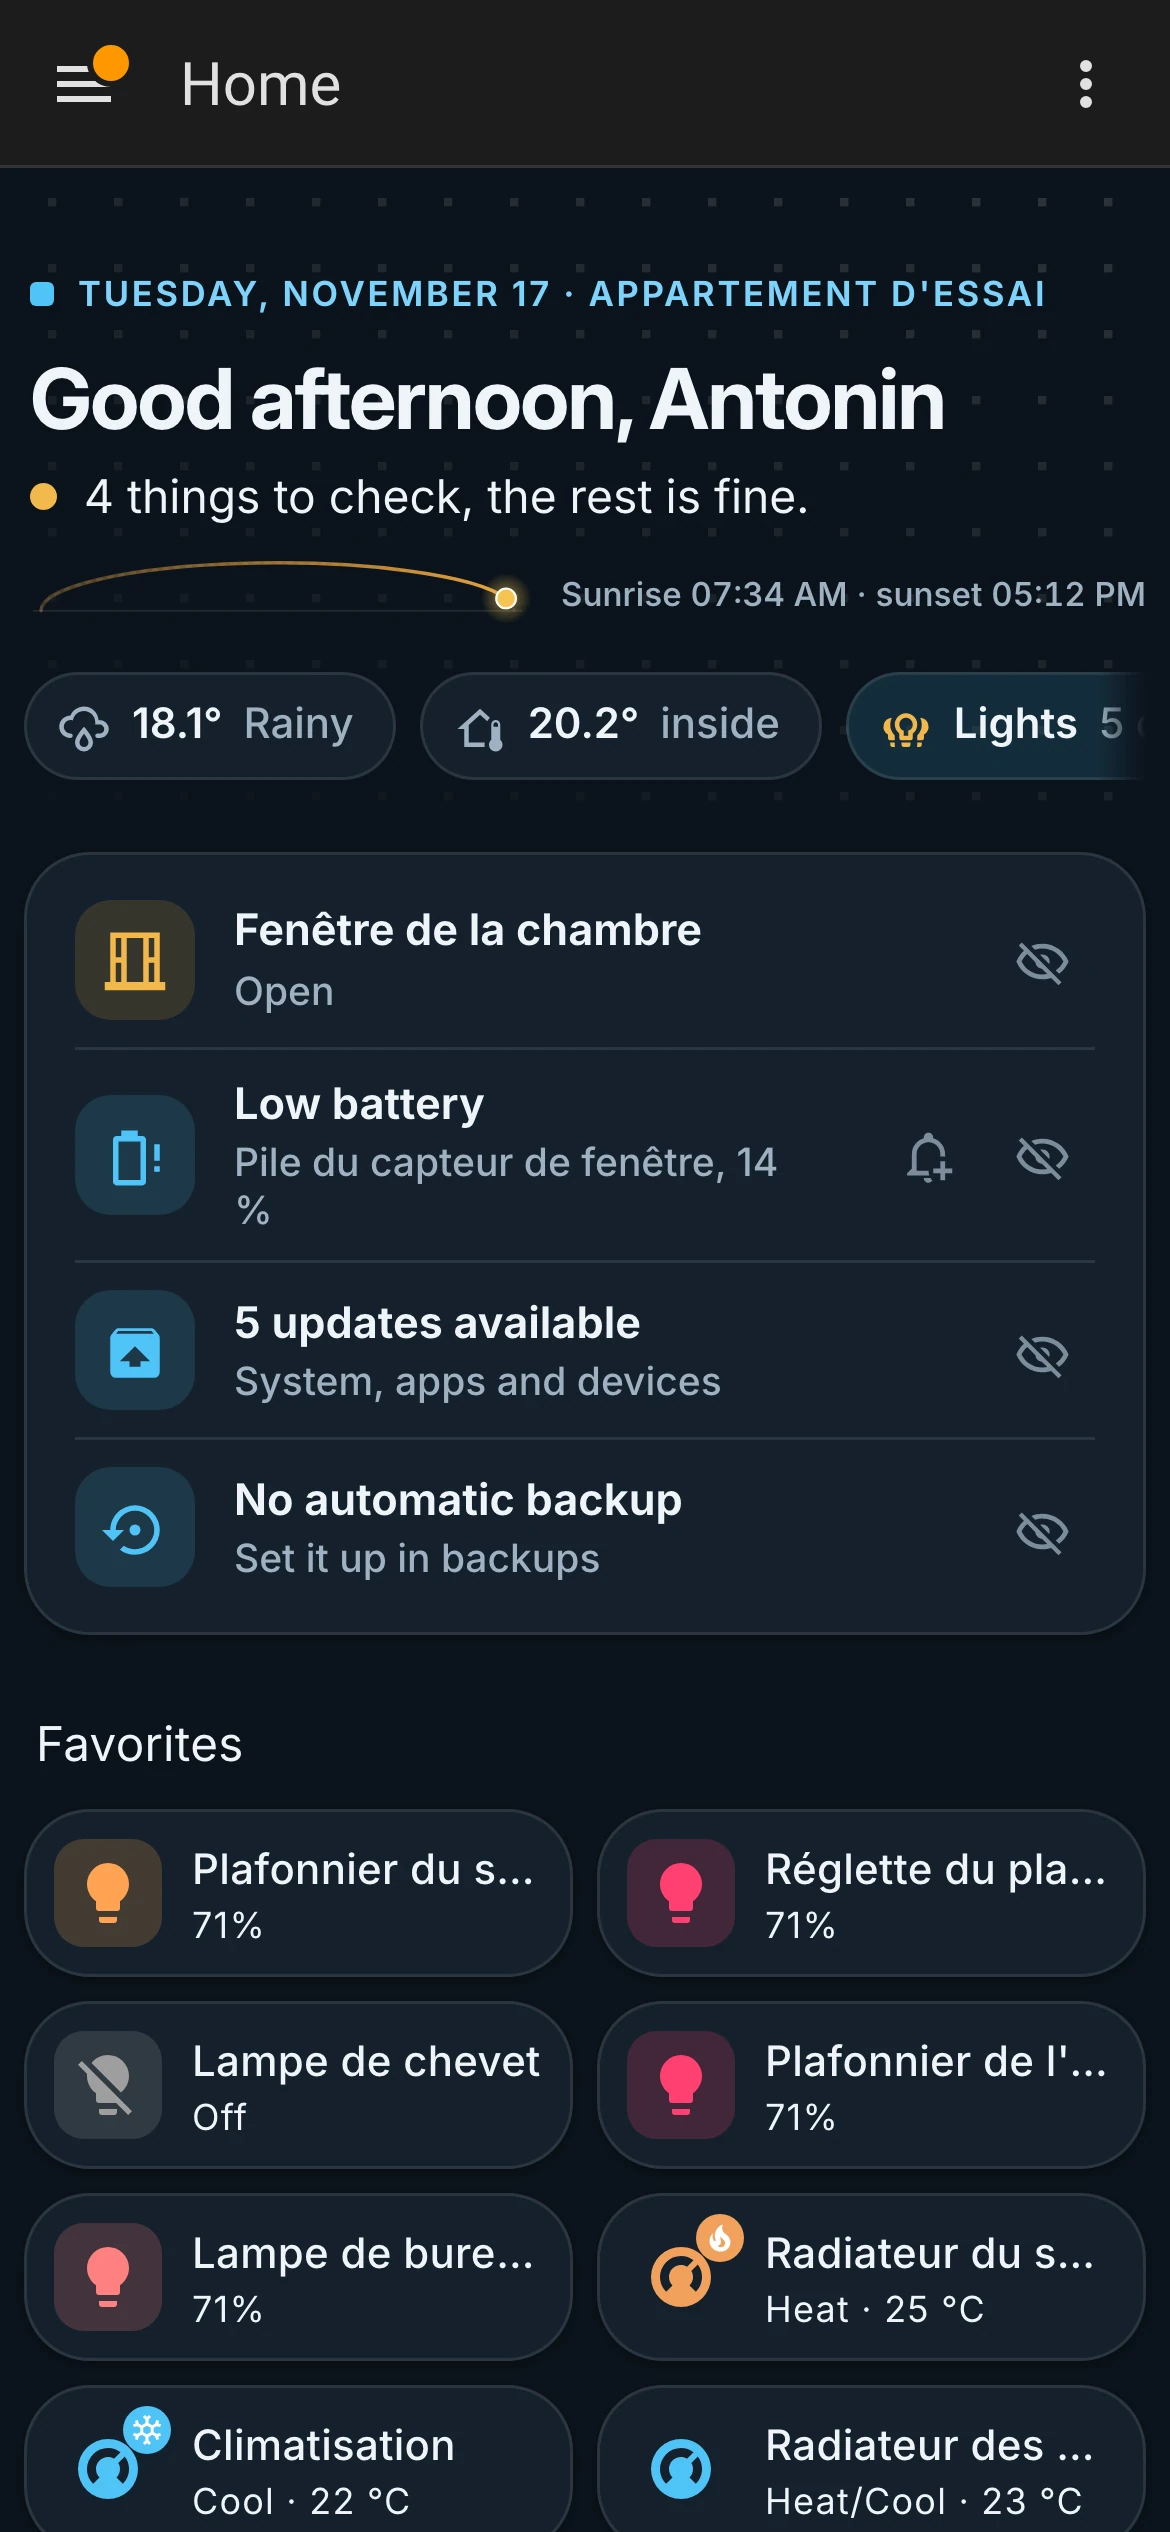 Home
TUESDAY, NOVEMBER 17 · APPARTEMENT D'ESSAI
Good afternoon, Antonin
4 things to check, the rest is fine.
Sunrise 07:34 AM · sunset 05:12 PM
18.1° Rainy
20.2° inside
Lights 5
Fenêtre de la chambre
Open
Low battery
Pile du capteur de fenêtre, 14
%
5 updates available
System, apps and devices
No automatic backup
Set it up in backups
Favorites
Plafonnier du s...
71%
Réglette du pla...
71%
Lampe de chevet
Off
Plafonnier de l'...
71%
Lampe de bure...
71%
Radiateur du s...
Heat · 25 °C
Climatisation
Cool · 22 °C
Radiateur des ...
Heat/Cool · 23 °C